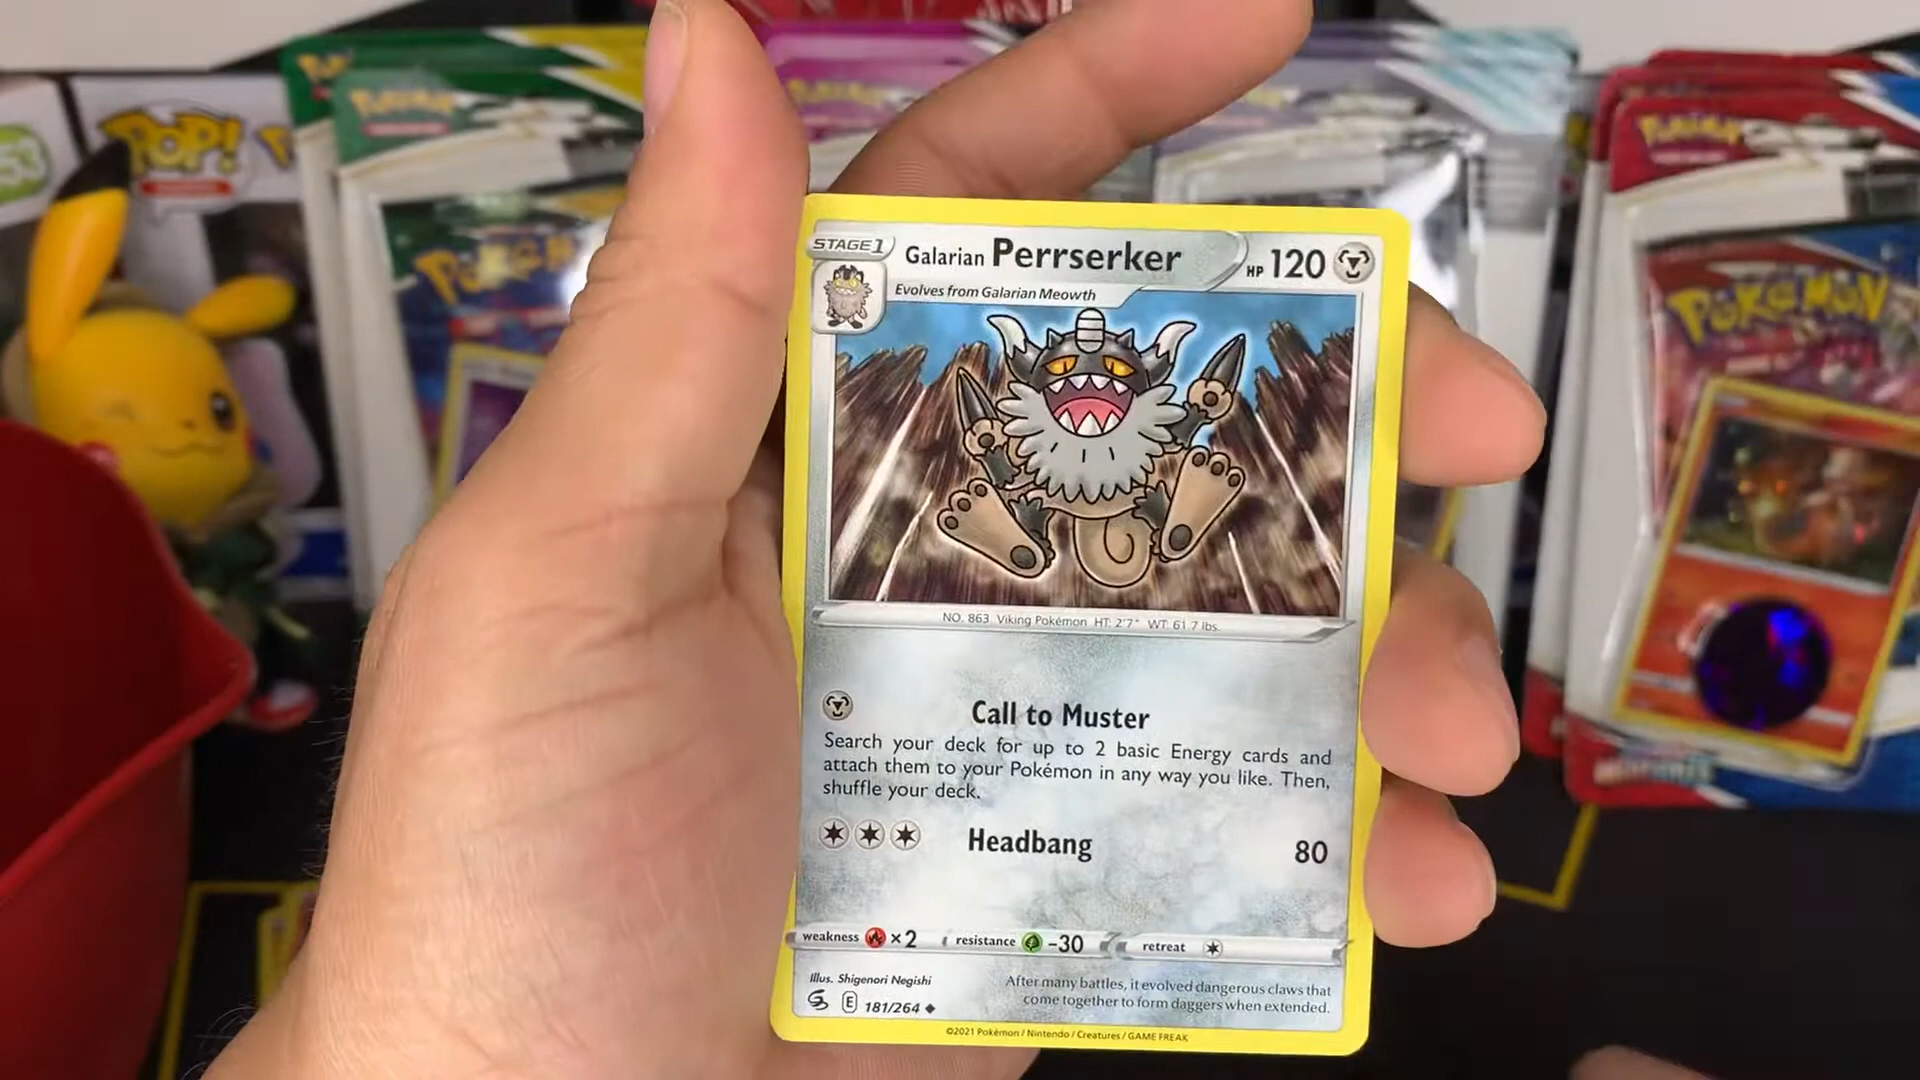 53
POP!
Pokémon
Pokémon
POKéMON
STAGE 1
Galarian Perrserker
HP 120
Evolves from Galarian Meowth
NO. 863 Viking Pokémon HT: 2'7" WT: 61.7 lbs.
Call to Muster
Search your deck for up to 2 basic Energy cards and
attach them to your Pokémon in any way you like. Then,
shuffle your deck.
Headbang 80
weakness ×2 resistance -30 retreat
Illus. Shigenori Negishi
After many battles, it evolved dangerous claws that
come together to form daggers when extended.
E 181/264
©2021 Pokémon / Nintendo / Creatures / GAME FREAK